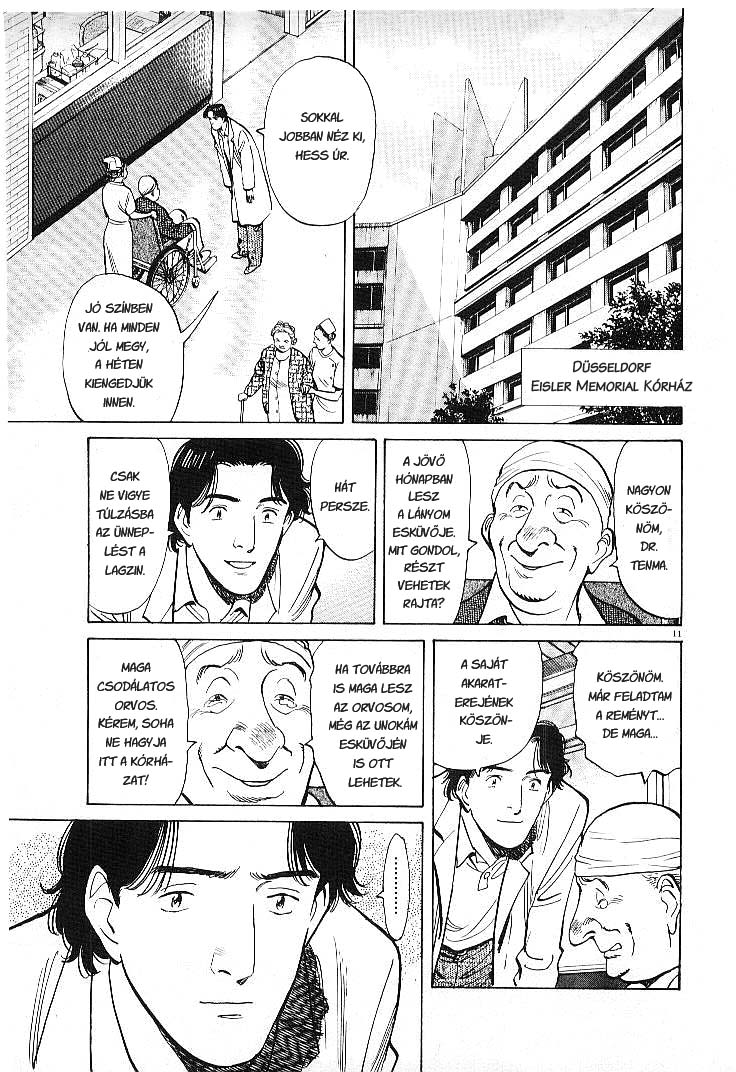 DÜSSELDORF
EISLER MEMORIAL KÓRHÁZ
SOKKAL
JOBBAN NÉZ KI,
HESS ÚR.
JÓ SZÍNBEN
VAN. HA MINDEN
JÓL MEGY,
A HÉTEN
KIENGEDJÜK
INNEN.
NAGYON
KÖSZÖ-
NÖM,
DR.
TENMA.
A JÖVŐ
HÓNAPBAN
LESZ
A LÁNYOM
ESKÜVŐJE.
MIT GONDOL,
RÉSZT
VEHETEK
RAJTA?
HÁT
PERSZE.
CSAK
NE VIGYE
TÚLZÁSBA
AZ ÜNNEP-
LÉST A
LAGZIN.
11
KÖSZÖNÖM.
MÁR FELADTAM
A REMÉNYT...
DE MAGA...
A SAJÁT
AKARAT-
EREJÉNEK
KÖSZÖN-
JE.
HA TOVÁBBRA
IS MAGA LESZ
AZ ORVOSOM,
MÉG AZ UNOKÁM
ESKÜVŐJÉN
IS OTT
LEHETEK.
MAGA
CSODÁLATOS
ORVOS.
KÉREM, SOHA
NE HAGYJA
ITT A KÓRHÁ-
ZAT!
.........